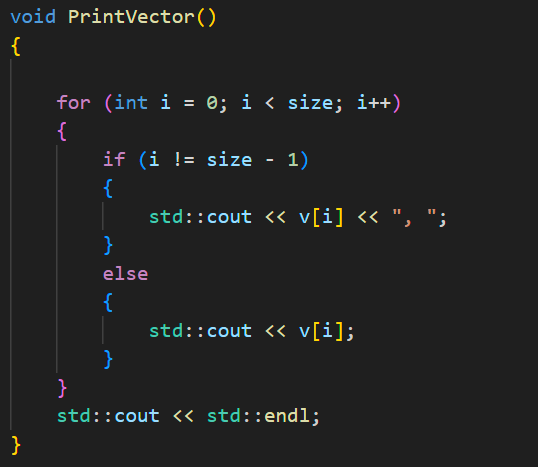 void PrintVector()
{
for (int i = 0; i < size; i++)
{
if (i != size - 1)
{
std::cout << v[i] << ", ";
}
else
{
std::cout << v[i];
}
}
std::cout << std::endl;
}